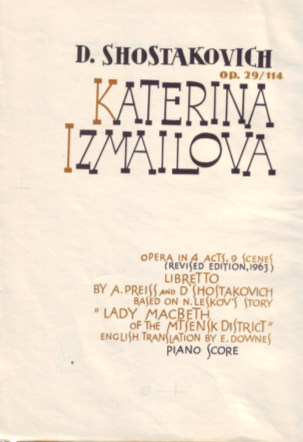 D. SHOSTAKOVICH
OP. 29/114
KATERINA
IZMAILOVA
OPERA IN 4 ACTS, 9 SCENES
(REVISED EDITION, 1963)
LIBRETTO
BY A. PREISS AND D SHOSTAKOVICH
BASED ON N. LESKOV'S STORY
"LADY MACBETH
OF THE MTSENSK DISTRICT"
ENGLISH TRANSLATION BY E. DOWNES
PIANO SCORE